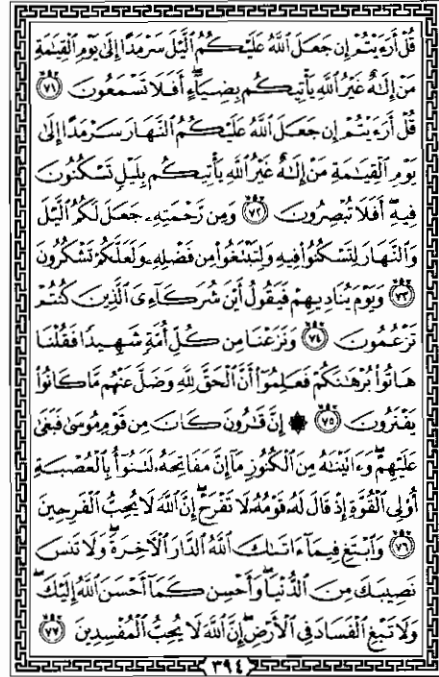 قُلْ أَرَءَيْتُمْ إِن جَعَلَ ٱللَّهُ عَلَيْكُمُ ٱلَّيْلَ سَرْمَدًا إِلَىٰ يَوْمِ ٱلْقِيَٰمَةِ
مَنْ إِلَٰهٌ غَيْرُ ٱللَّهِ يَأْتِيكُم بِضِيَآءٍ ۖ أَفَلَا تَسْمَعُونَ ٧١
قُلْ أَرَءَيْتُمْ إِن جَعَلَ ٱللَّهُ عَلَيْكُمُ ٱلنَّهَارَ سَرْمَدًا إِلَىٰ
يَوْمِ ٱلْقِيَٰمَةِ مَنْ إِلَٰهٌ غَيْرُ ٱللَّهِ يَأْتِيكُم بِلَيْلٍ تَسْكُنُونَ
فِيهِ ۖ أَفَلَا تُبْصِرُونَ ٧٢ وَمِن رَّحْمَتِهِۦ جَعَلَ لَكُمُ ٱلَّيْلَ
وَٱلنَّهَارَ لِتَسْكُنُوا۟ فِيهِ وَلِتَبْتَغُوا۟ مِن فَضْلِهِۦ وَلَعَلَّكُمْ تَشْكُرُونَ
٧٣ وَيَوْمَ يُنَادِيهِمْ فَيَقُولُ أَيْنَ شُرَكَآءِىَ ٱلَّذِينَ كُنتُمْ
تَزْعُمُونَ ٧٤ وَنَزَعْنَا مِن كُلِّ أُمَّةٍ شَهِيدًا فَقُلْنَا
هَاتُوا۟ بُرْهَٰنَكُمْ فَعَلِمُوٓا۟ أَنَّ ٱلْحَقَّ لِلَّهِ وَضَلَّ عَنْهُم مَّا كَانُوا۟
يَفْتَرُونَ ٧٥ ۞ إِنَّ قَٰرُونَ كَانَ مِن قَوْمِ مُوسَىٰ فَبَغَىٰ
عَلَيْهِمْ ۖ وَءَاتَيْنَٰهُ مِنَ ٱلْكُنُوزِ مَآ إِنَّ مَفَاتِحَهُۥ لَتَنُوٓأُ بِٱلْعُصْبَةِ
أُو۟لِى ٱلْقُوَّةِ إِذْ قَالَ لَهُۥ قَوْمُهُۥ لَا تَفْرَحْ ۖ إِنَّ ٱللَّهَ لَا يُحِبُّ ٱلْفَرِحِينَ
٧٦ وَٱبْتَغِ فِيمَآ ءَاتَىٰكَ ٱللَّهُ ٱلدَّارَ ٱلْءَاخِرَةَ ۖ وَلَا تَنسَ
نَصِيبَكَ مِنَ ٱلدُّنْيَا ۖ وَأَحْسِن كَمَآ أَحْسَنَ ٱللَّهُ إِلَيْكَ ۖ
وَلَا تَبْغِ ٱلْفَسَادَ فِى ٱلْأَرْضِ ۖ إِنَّ ٱللَّهَ لَا يُحِبُّ ٱلْمُفْسِدِينَ ٧٧
٣٩٤